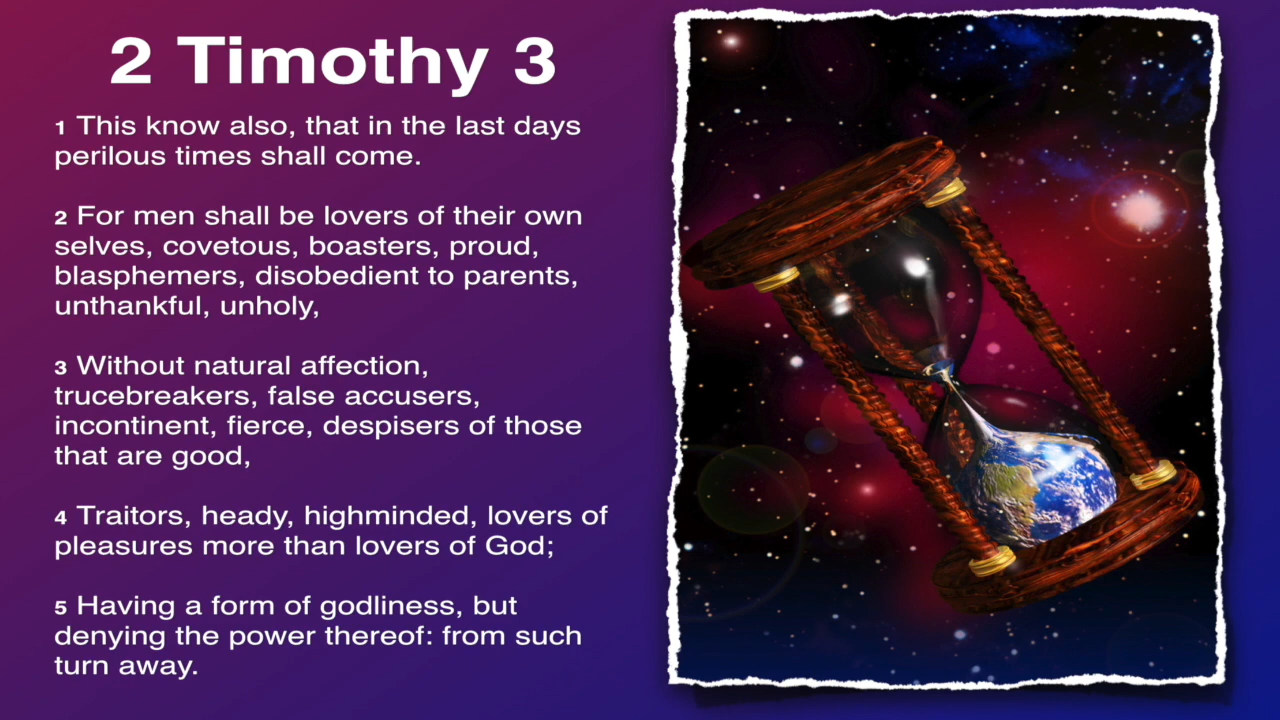 2 Timothy 3
1 This know also, that in the last days
perilous times shall come.
2 For men shall be lovers of their own
selves, covetous, boasters, proud,
blasphemers, disobedient to parents,
unthankful, unholy,
3 Without natural affection,
trucebreakers, false accusers,
incontinent, fierce, despisers of those
that are good,
4 Traitors, heady, highminded, lovers of
pleasures more than lovers of God;
5 Having a form of godliness, but
denying the power thereof: from such
turn away.